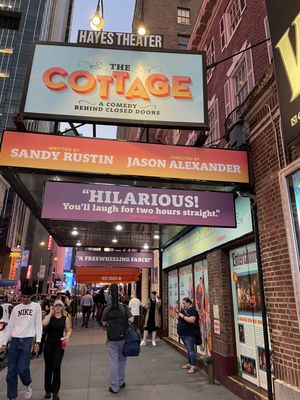 HAYES THEATER
THE
COTTAGE
A COMEDY
BEHIND CLOSED DOORS
WRITTEN BY
SANDY RUSTIN
DIRECTED BY
JASON ALEXANDER
"HILARIOUS!
You'll laugh for two hours straight."
"A FREEWHEELING FARCE!"
NIKE